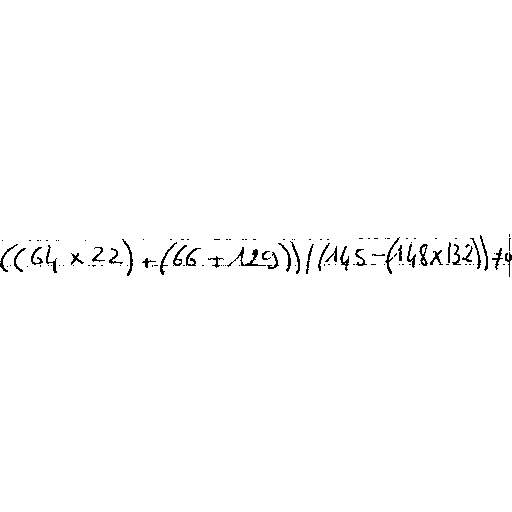 ((64 × 22) + (66 + 129)) / (145 - (148 × 132)) ≠ 0